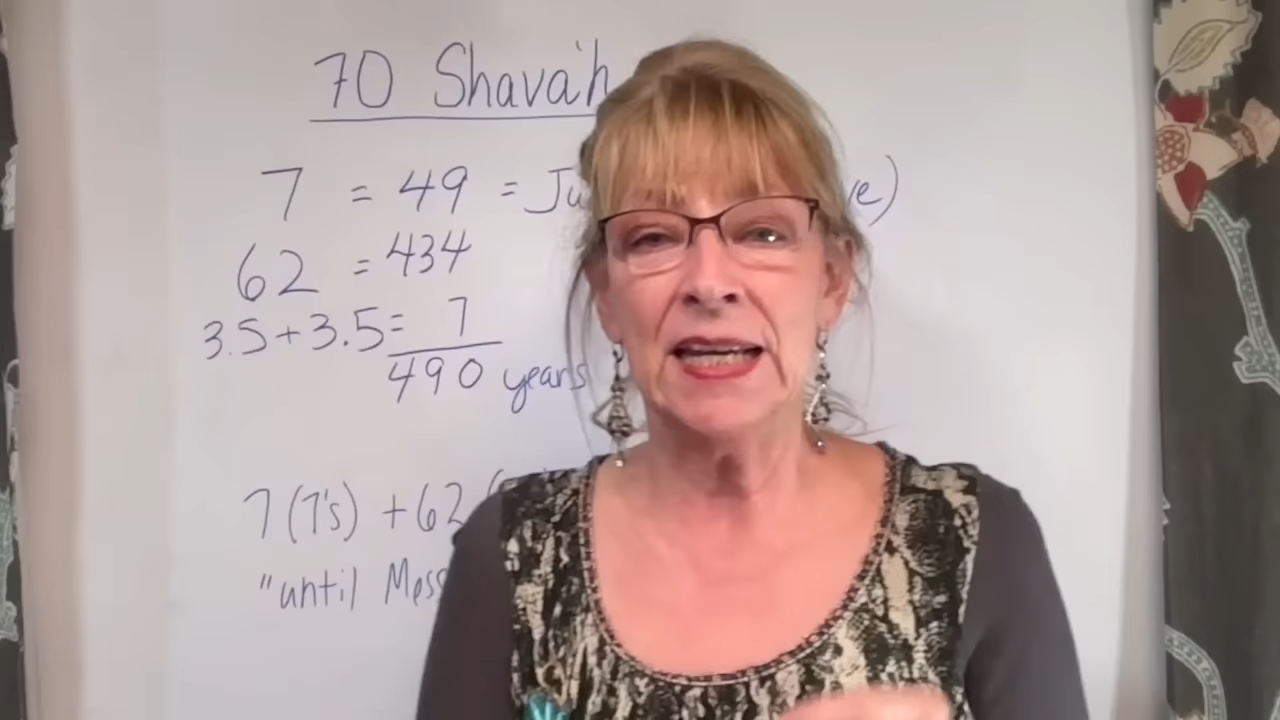 70 Shava'h
7 = 49 = Ju
62 = 434
3.5+3.5= 7
490 years
7 (7's) +62
"until Mess